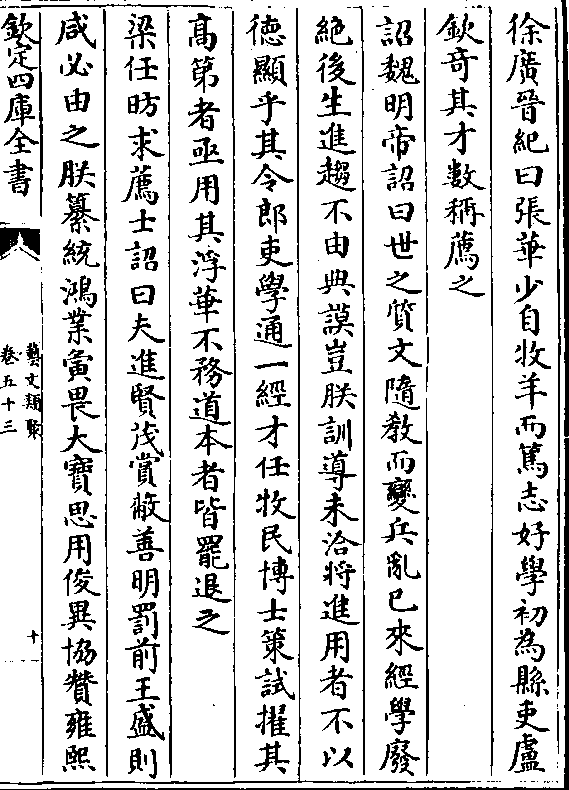 徐廣晉紀曰張華少自牧羊而篤志好學初為縣吏盧
欽奇其才數稱薦之
詔魏明帝詔曰世之質文隨教而變兵亂已來經學廢
絶後生進趨不由典謨豈朕訓導未洽將進用者不以
徳顯乎其令郎吏學通一經才任牧民博士策試擢其
高第者亟用其浮華不務道本者皆罷退之
梁任昉求薦士詔曰夫進賢茂賞蔽善明罰前王盛則
咸必由之朕纂統鴻業寅畏大寶思用俊異協賛雍熙
欽定四庫全書
藝文類聚
卷五十三
十